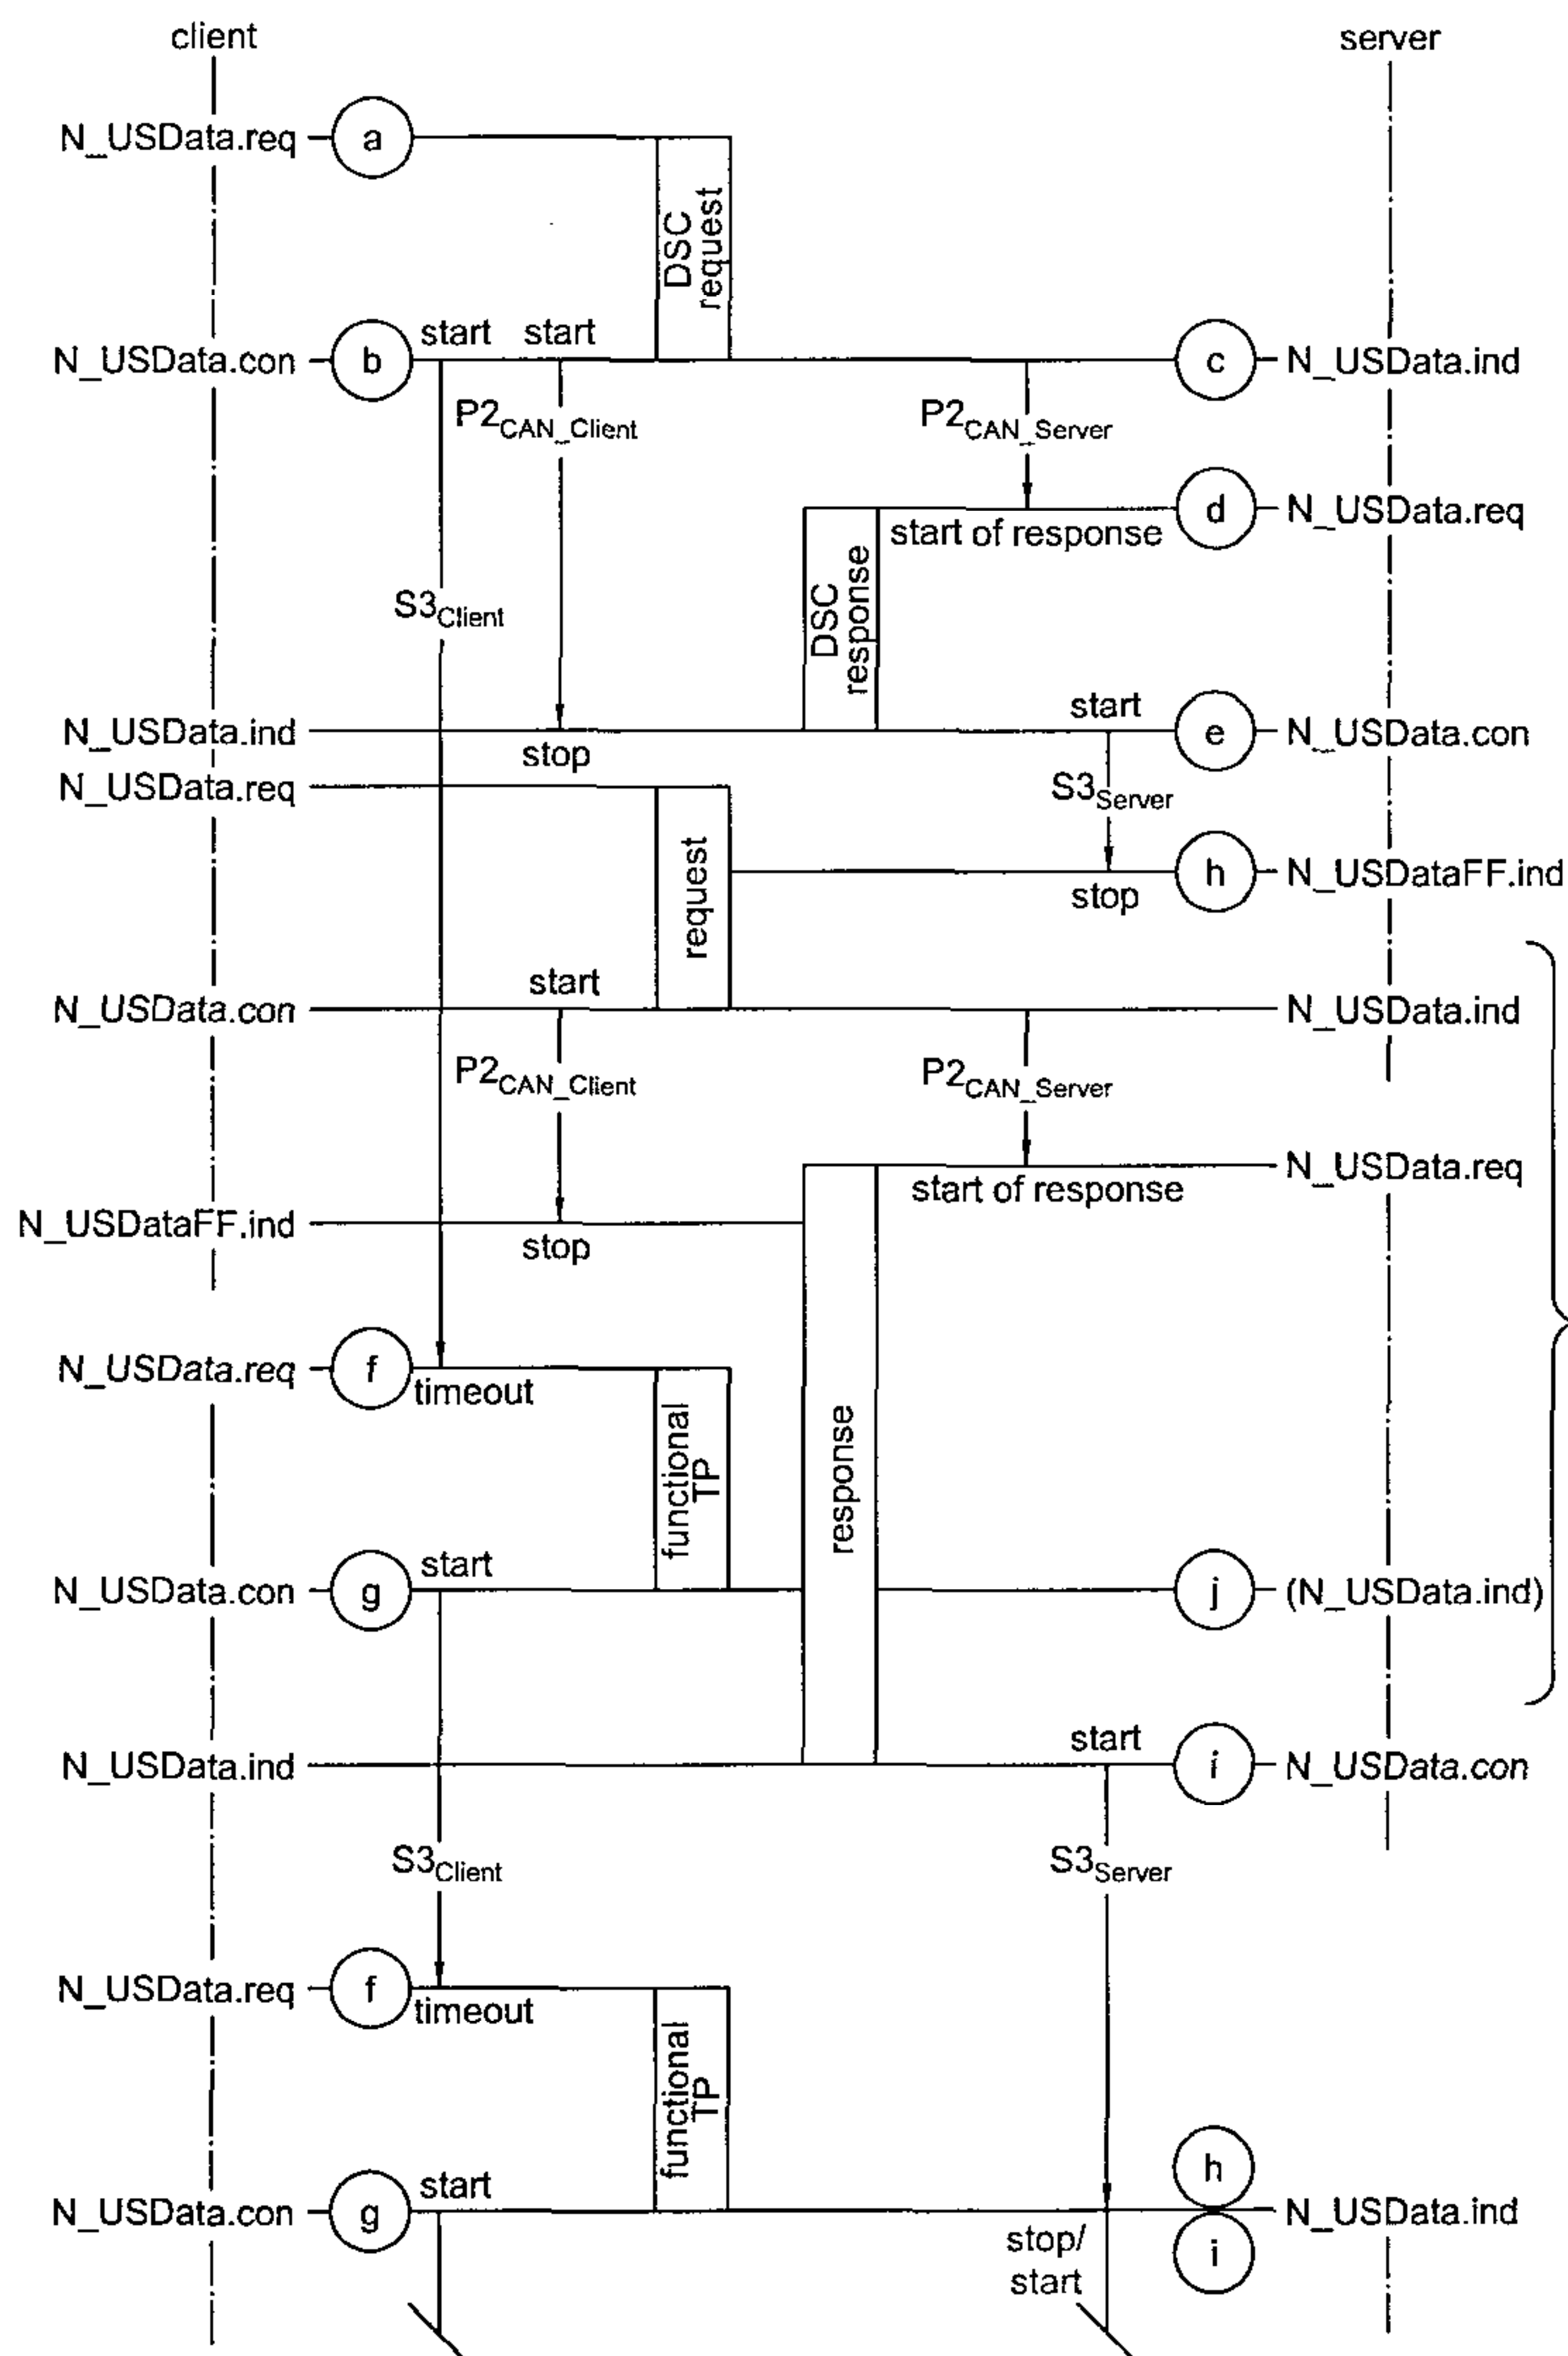 client
server
N_USData.req
a
DSC
request
N_USData.con
b
start
start
c
N_USData.ind
P2CAN_Client
P2CAN_Server
d
N_USData.req
start of response
DSC
response
S3Client
N_USData.ind
stop
start
e
N_USData.con
N_USData.req
S3Server
request
h
N_USDataFF.ind
stop
N_USData.con
start
N_USData.ind
P2CAN_Client
P2CAN_Server
N_USData.req
start of response
N_USDataFF.ind
stop
N_USData.req
f
timeout
functional
TP
response
N_USData.con
g
start
j
(N_USData.ind)
N_USData.ind
start
i
N_USData.con
S3Client
S3Server
N_USData.req
f
timeout
functional
TP
h
N_USData.con
g
start
N_USData.ind
stop/
start
i